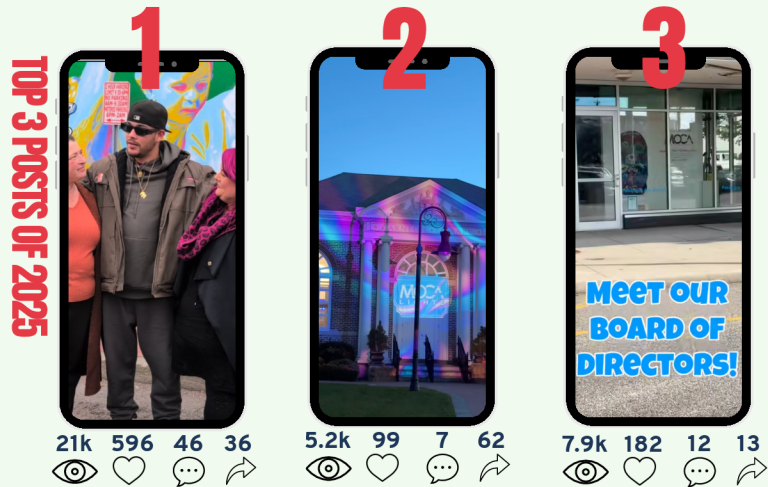 TOP 3 POSTS OF 2025
1
2
3
MOCA
MOCA
MEET OUR
BOARD OF
DIRECTORS!
21k 596 46 36
5.2k 99 7 62
7.9k 182 12 13